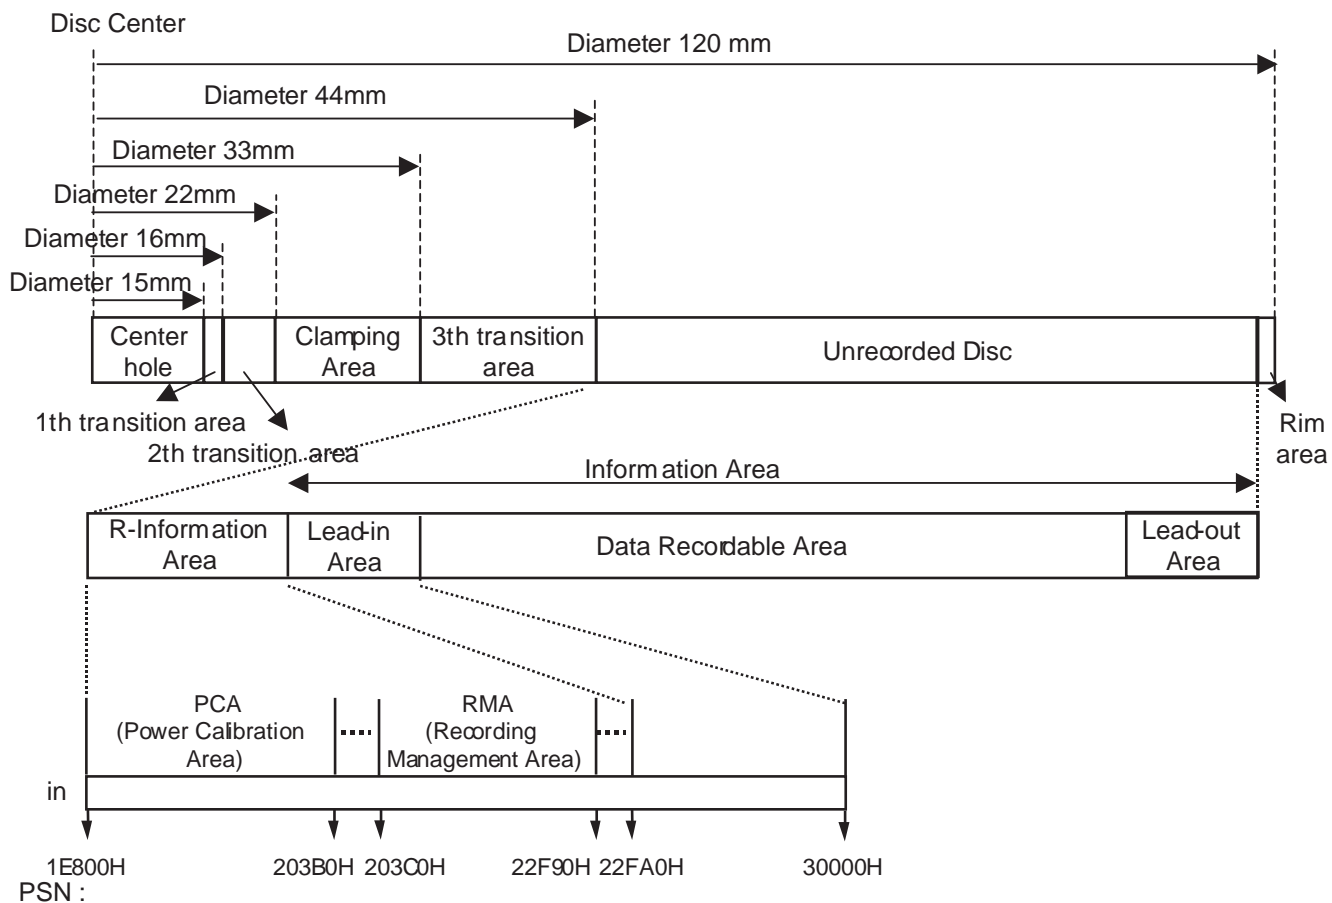 Disc Center
Diameter 120 mm
Diameter 44mm
Diameter 33mm
Diameter 22mm
Diameter 16mm
Diameter 15mm
Center
hole
Clamping
Area
3th transition
area
Unrecorded Disc
1th transition area
2th transition area
Rim
area
Information Area
R-Information
Area
Lead-in
Area
Data Recordable Area
Lead-out
Area
PCA
(Power Calibration
Area)
RMA
(Recording
Management Area)
in
1E800H
203B0H
203C0H
22F90H
22FA0H
30000H
PSN :